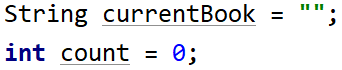 String currentBook = "";
int count = 0;